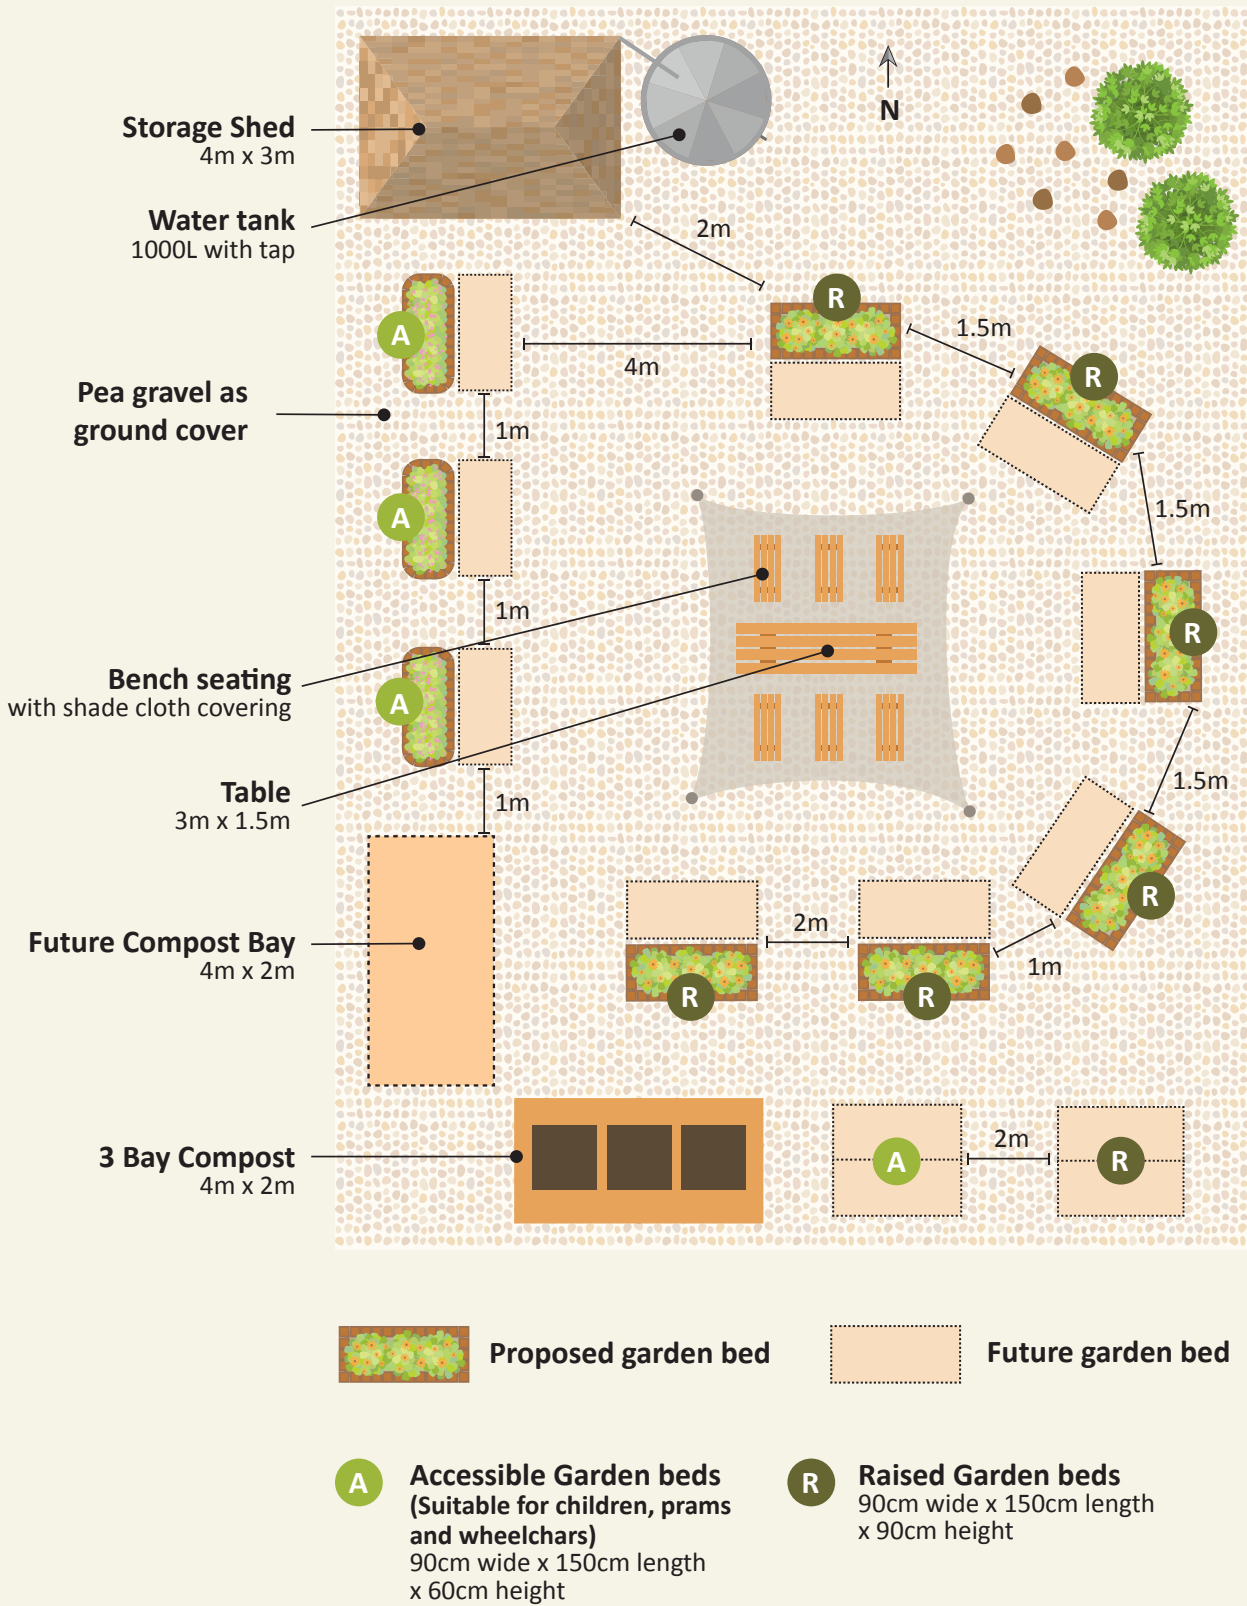 N
Storage Shed
4m x 3m
Water tank
1000L with tap
2m
R
A
1.5m
R
4m
Pea gravel as
ground cover
1m
A
1.5m
1m
R
Bench seating
with shade cloth covering
A
Table
3m x 1.5m
1m
1.5m
R
Future Compost Bay
4m x 2m
2m
1m
R
R
3 Bay Compost
4m x 2m
A
2m
R
Proposed garden bed
Future garden bed
A
Accessible Garden beds
(Suitable for children, prams
and wheelchars)
90cm wide x 150cm length
x 60cm height
R
Raised Garden beds
90cm wide x 150cm length
x 90cm height